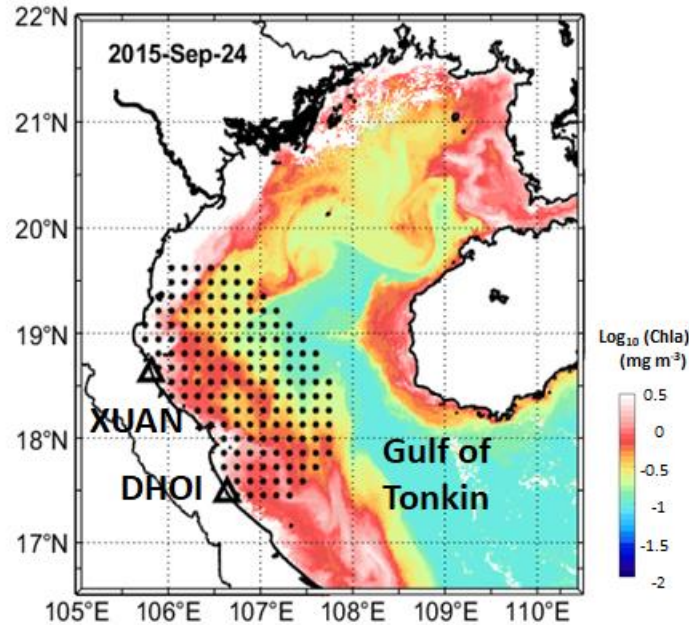 22°N
2015-Sep-24
21°N
20°N
19°N
Log₁₀ (Chla)
(mg m⁻³)
0.5
0
-0.5
-1
-1.5
-2
XUAN
18°N
Gulf of
Tonkin
DHOI
17°N
105°E 106°E 107°E 108°E 109°E 110°E